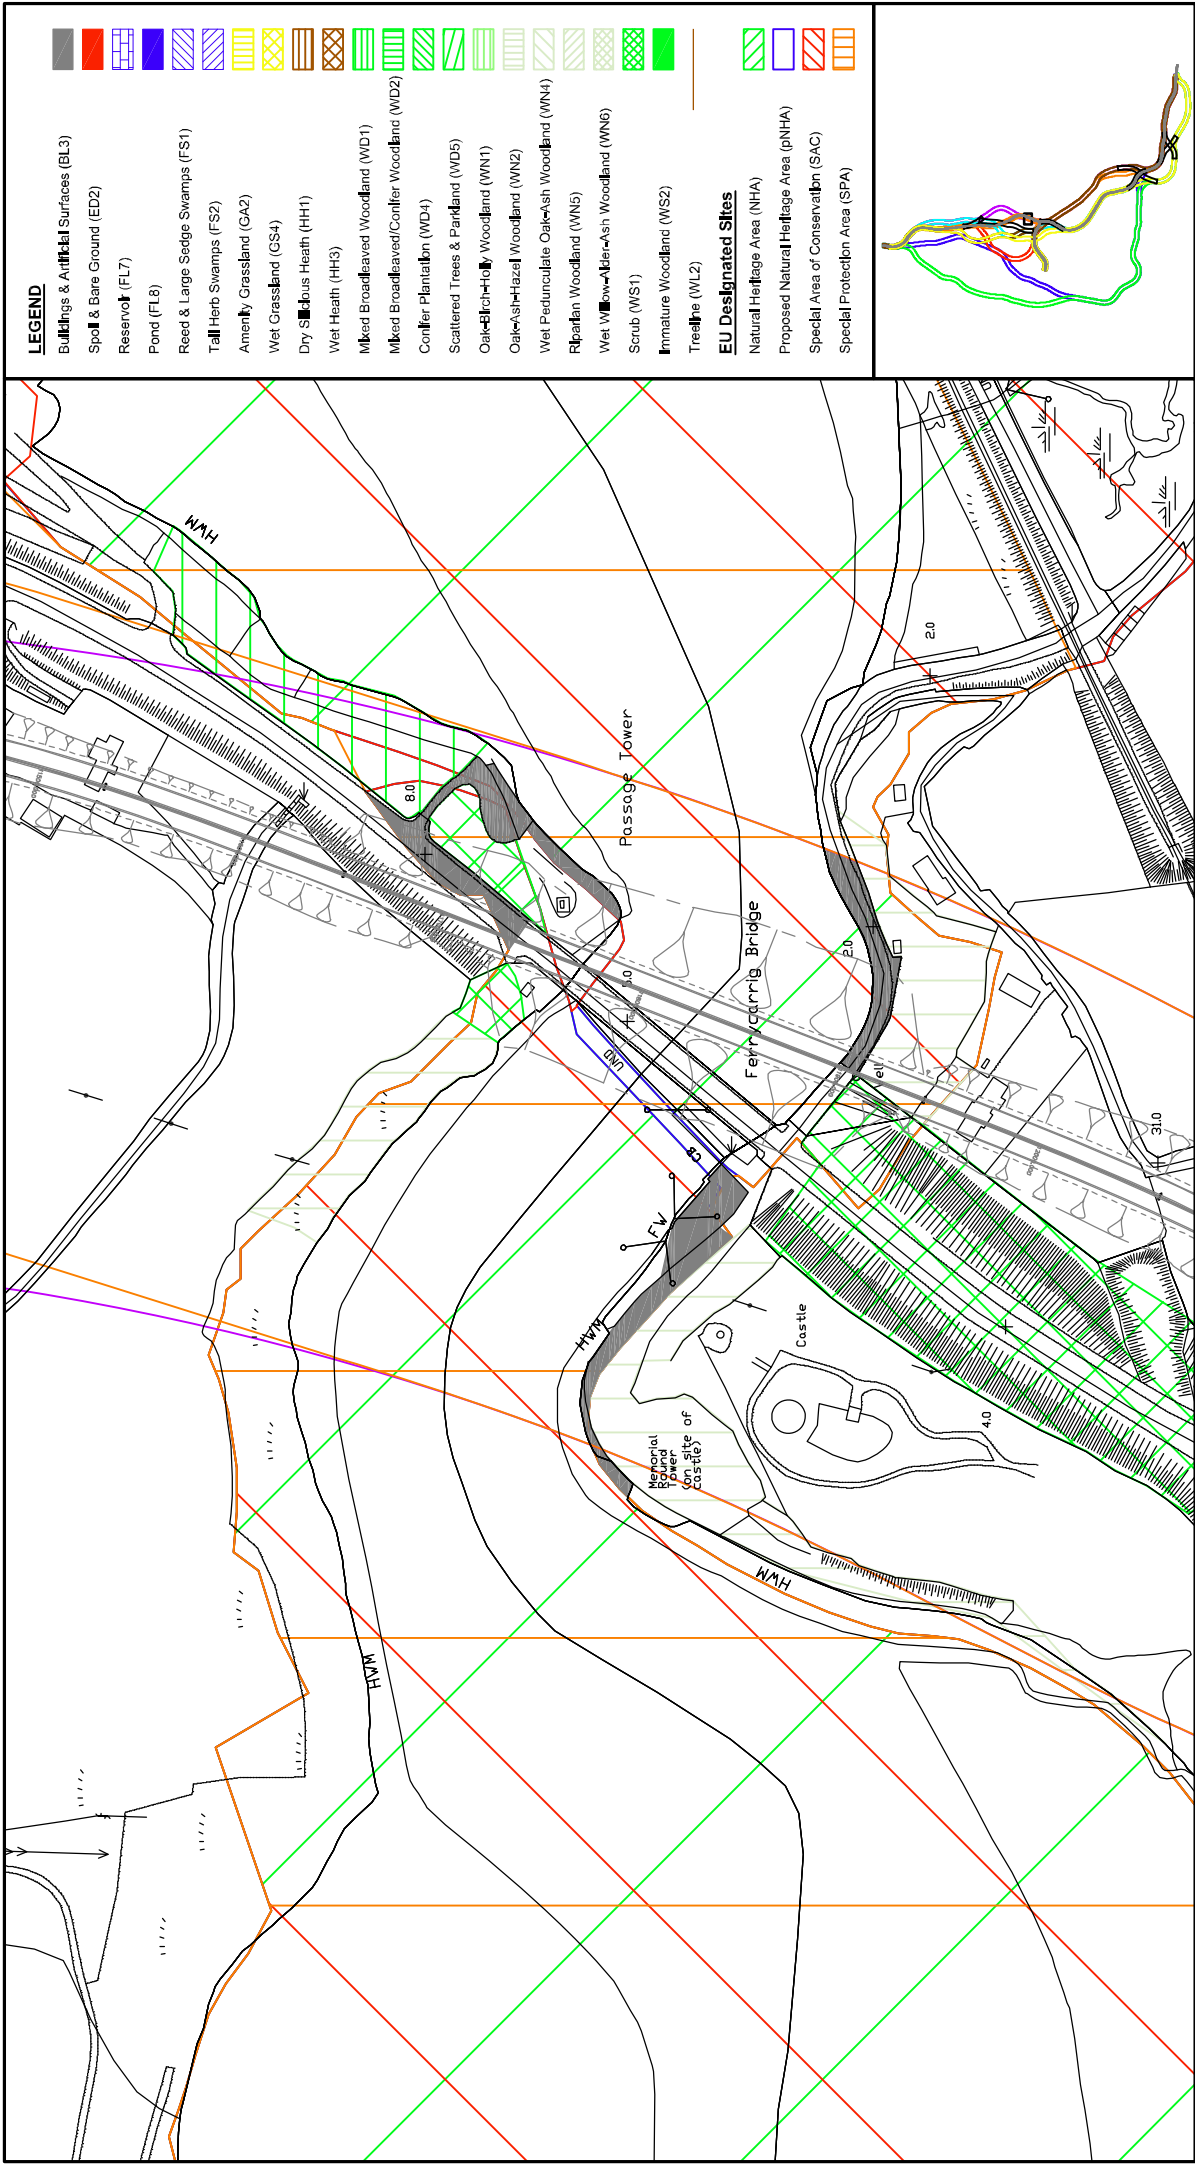 LEGEND
Buildings & Artificial Surfaces (BL3)
Spoil & Bare Ground (ED2)
Reservoir (FL7)
Pond (FL8)
Reed & Large Sedge Swamps (FS1)
Tall Herb Swamps (FS2)
Amenity Grassland (GA2)
Wet Grassland (GS4)
Dry Silicious Heath (HH1)
Wet Heath (HH3)
Mixed Broadleaved Woodland (WD1)
Mixed Broadleaved/Conifer Woodland (WD2)
Conifer Plantation (WD4)
Scattered Trees & Parkland (WD5)
Oak-Birch-Holly Woodland (WN1)
Oak-Ash-Hazel Woodland (WN2)
Wet Pedunculate Oak-Ash Woodland (WN4)
Riparian Woodland (WN5)
Wet Willow-Alder-Ash Woodland (WN6)
Scrub (WS1)
Immature Woodland (WS2)
Treeline (WL2)
EU Designated Sites
Natural Heritage Area (NHA)
Proposed Natural Heritage Area (pNHA)
Special Area of Conservation (SAC)
Special Protection Area (SPA)
HWM
8.0
Passage Tower
2.0
Ferrycarrig Bridge
2.0
UND
CB
FW
HWM
Castle
Memorial
Round
Tower
(on site of
castle)
4.0
31.0
HWM
HWM